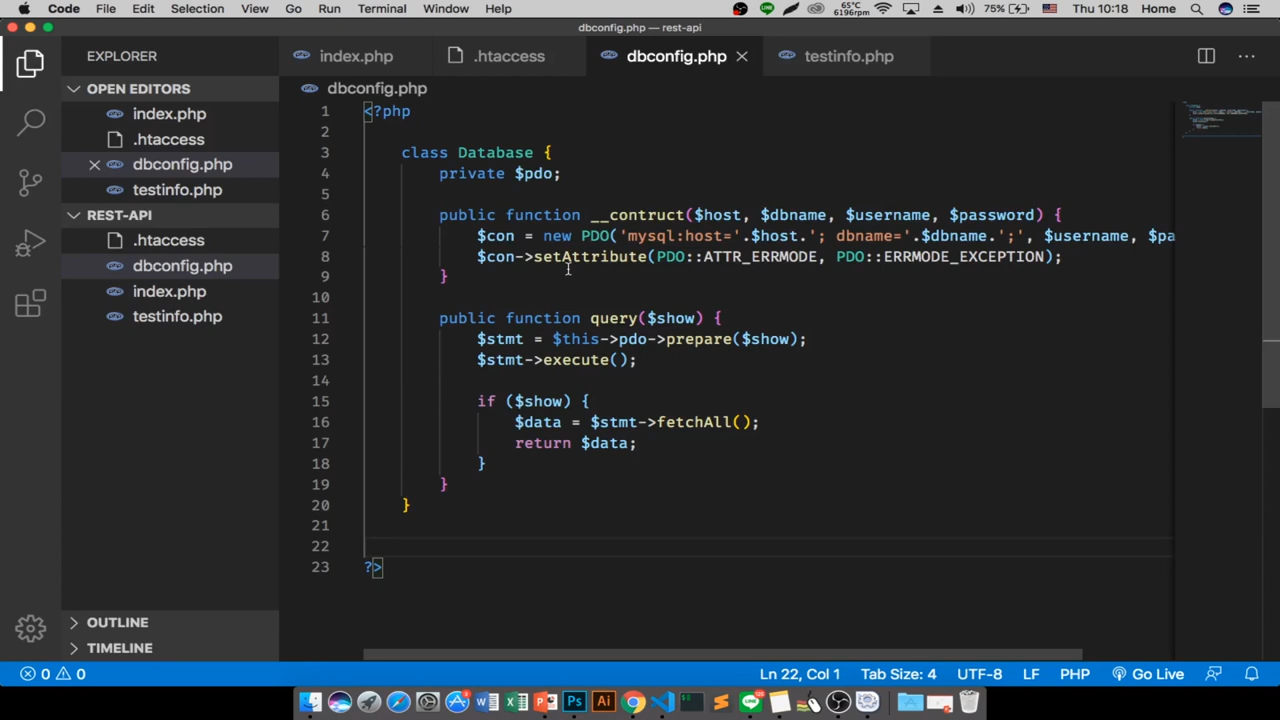 Code File Edit Selection View Go Run Terminal Window Help 65°C 6196rpm 75% Thu 10:18 Home
dbconfig.php — rest-api
EXPLORER
index.php .htaccess dbconfig.php testinfo.php
OPEN EDITORS
index.php
.htaccess
dbconfig.php
testinfo.php
REST-API
.htaccess
dbconfig.php
index.php
testinfo.php
OUTLINE
TIMELINE
dbconfig.php
1 <?php
2
3 class Database {
4 private $pdo;
5
6 public function __contruct($host, $dbname, $username, $password) {
7 $con = new PDO('mysql:host='.$host.'; dbname='.$dbname.';', $username, $pa
8 $con->setAttribute(PDO::ATTR_ERRMODE, PDO::ERRMODE_EXCEPTION);
9 }
10
11 public function query($show) {
12 $stmt = $this->pdo->prepare($show);
13 $stmt->execute();
14
15 if ($show) {
16 $data = $stmt->fetchAll();
17 return $data;
18 }
19 }
20 }
21
22
23 ?>
0 0 Ln 22, Col 1 Tab Size: 4 UTF-8 LF PHP Go Live